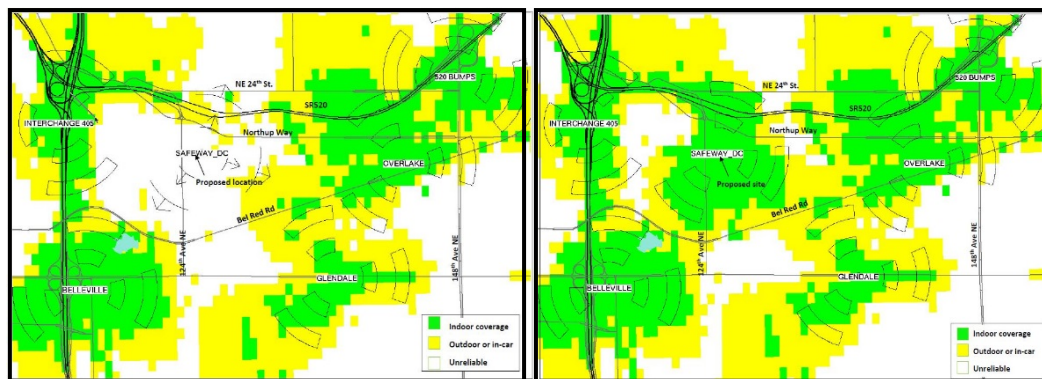 520 BUMPS
NE 24th St.
SR520
INTERCHANGE 405
Northup Way
SAFEWAY_DC
OVERLAKE
Proposed location
Bel Red Rd
124th Ave NE
148th Ave NE
GLENDALE
BELLEVILLE
Indoor coverage
Outdoor or in-car
Unreliable
520 BUMPS
NE 24th St.
SR520
INTERCHANGE 405
Northup Way
SAFEWAY_DC
OVERLAKE
Proposed site
Bel Red Rd
124th Ave NE
148th Ave NE
GLENDALE
BELLEVILLE
Indoor coverage
Outdoor or in-car
Unreliable